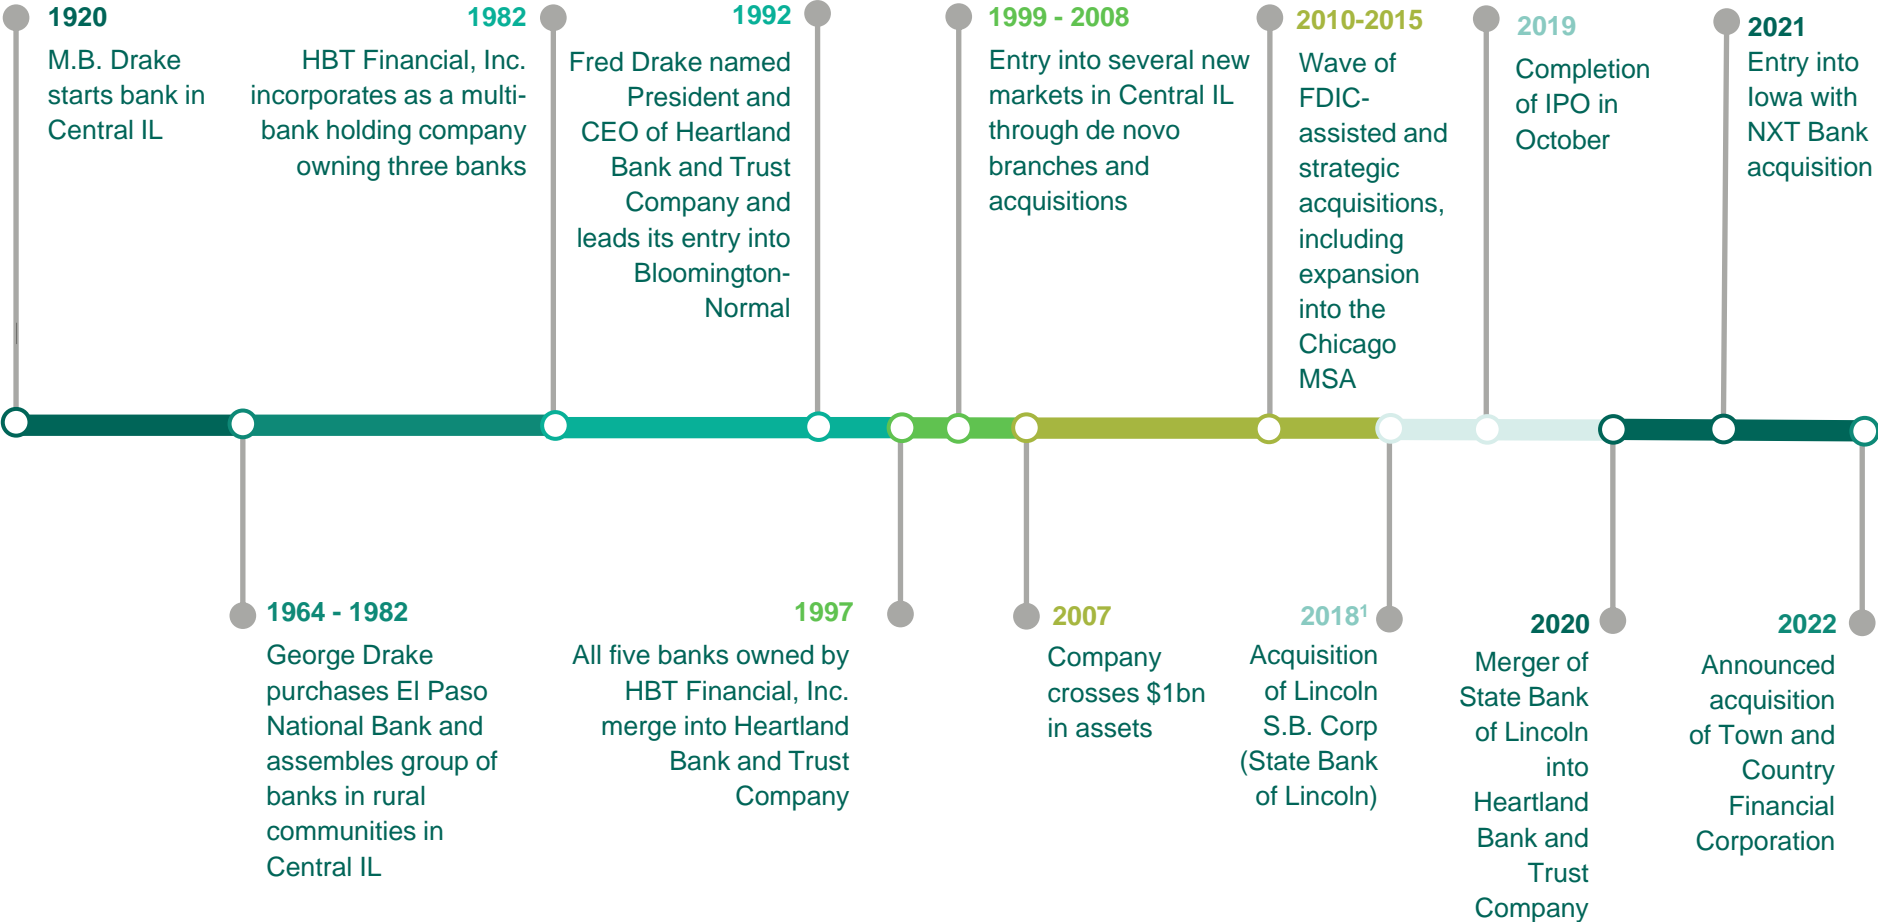 1920
M.B. Drake
starts bank in
Central IL
1982
HBT Financial, Inc.
incorporates as a multi-
bank holding company
owning three banks
1992
Fred Drake named
President and
CEO of Heartland
Bank and Trust
Company and
leads its entry into
Bloomington-
Normal
1999 - 2008
Entry into several new
markets in Central IL
through de novo
branches and
acquisitions
2010-2015
Wave of
FDIC-
assisted and
strategic
acquisitions,
including
expansion
into the
Chicago
MSA
2019
Completion
of IPO in
October
2021
Entry into
Iowa with
NXT Bank
acquisition
1964 - 1982
George Drake
purchases El Paso
National Bank and
assembles group of
banks in rural
communities in
Central IL
1997
All five banks owned by
HBT Financial, Inc.
merge into Heartland
Bank and Trust
Company
2007
Company
crosses $1bn
in assets
2018¹
Acquisition
of Lincoln
S.B. Corp
(State Bank
of Lincoln)
2020
Merger of
State Bank
of Lincoln
into
Heartland
Bank and
Trust
Company
2022
Announced
acquisition
of Town and
Country
Financial
Corporation